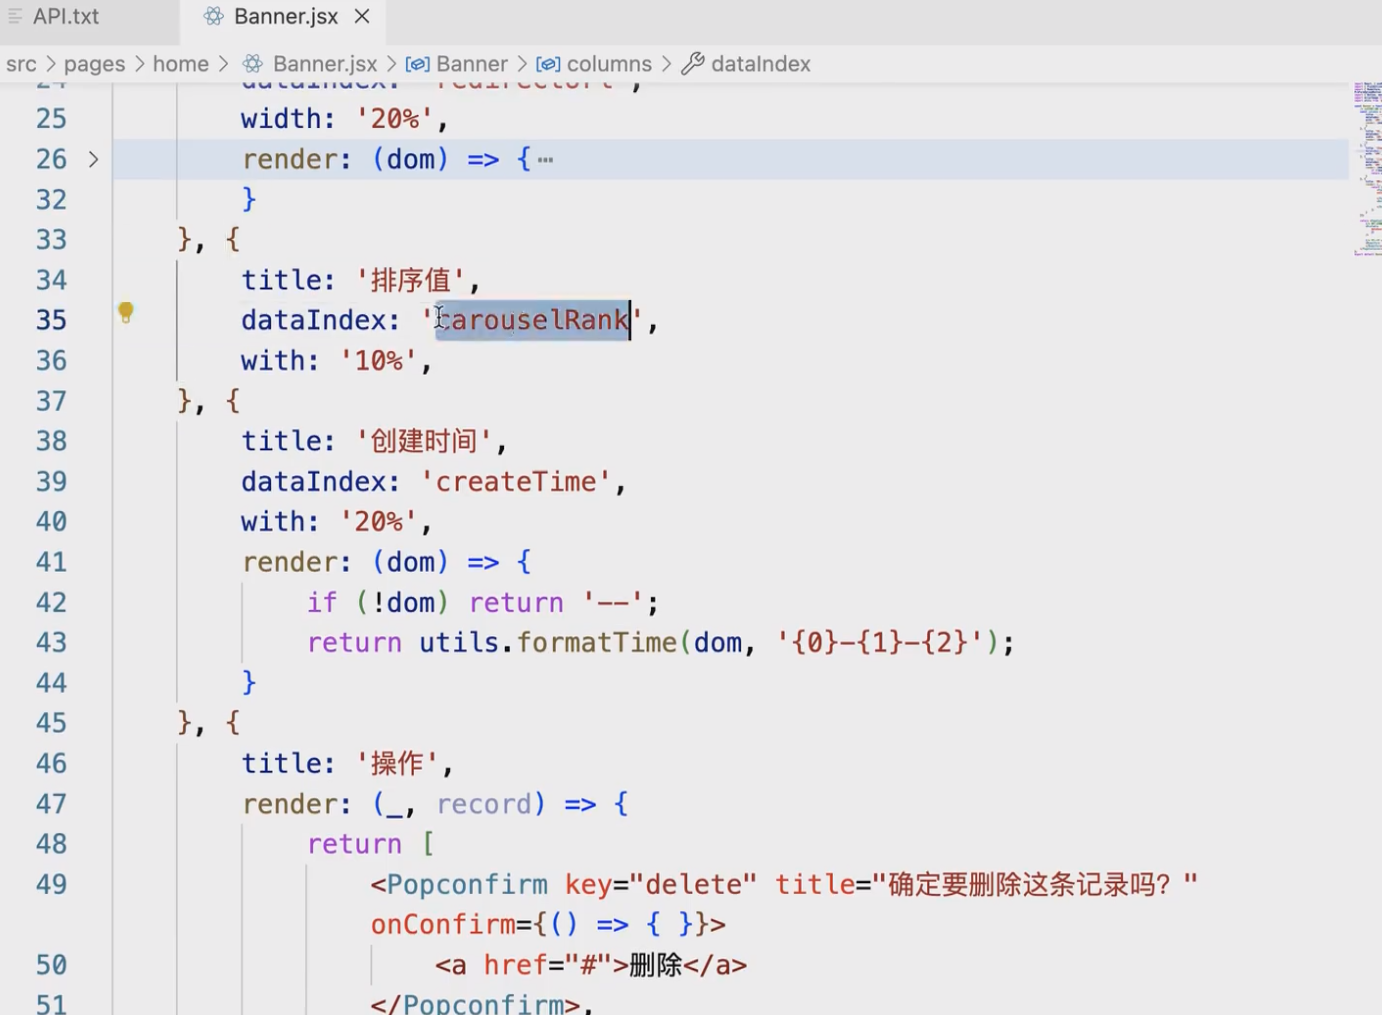 API.txt
Banner.jsx
src > pages > home > Banner.jsx > Banner > columns > dataIndex
24 dataIndex: 'redirectUrl',
25 width: '20%',
26 render: (dom) => {…
32 }
33 }, {
34 title: '排序值',
35 dataIndex: 'carouselRank',
36 with: '10%',
37 }, {
38 title: '创建时间',
39 dataIndex: 'createTime',
40 with: '20%',
41 render: (dom) => {
42 if (!dom) return '--';
43 return utils.formatTime(dom, '{0}-{1}-{2}');
44 }
45 }, {
46 title: '操作',
47 render: (_, record) => {
48 return [
49 <Popconfirm key="delete" title="确定要删除这条记录吗？"
onConfirm={() => { }}>
50 <a href="#">删除</a>
51 </Popconfirm>,